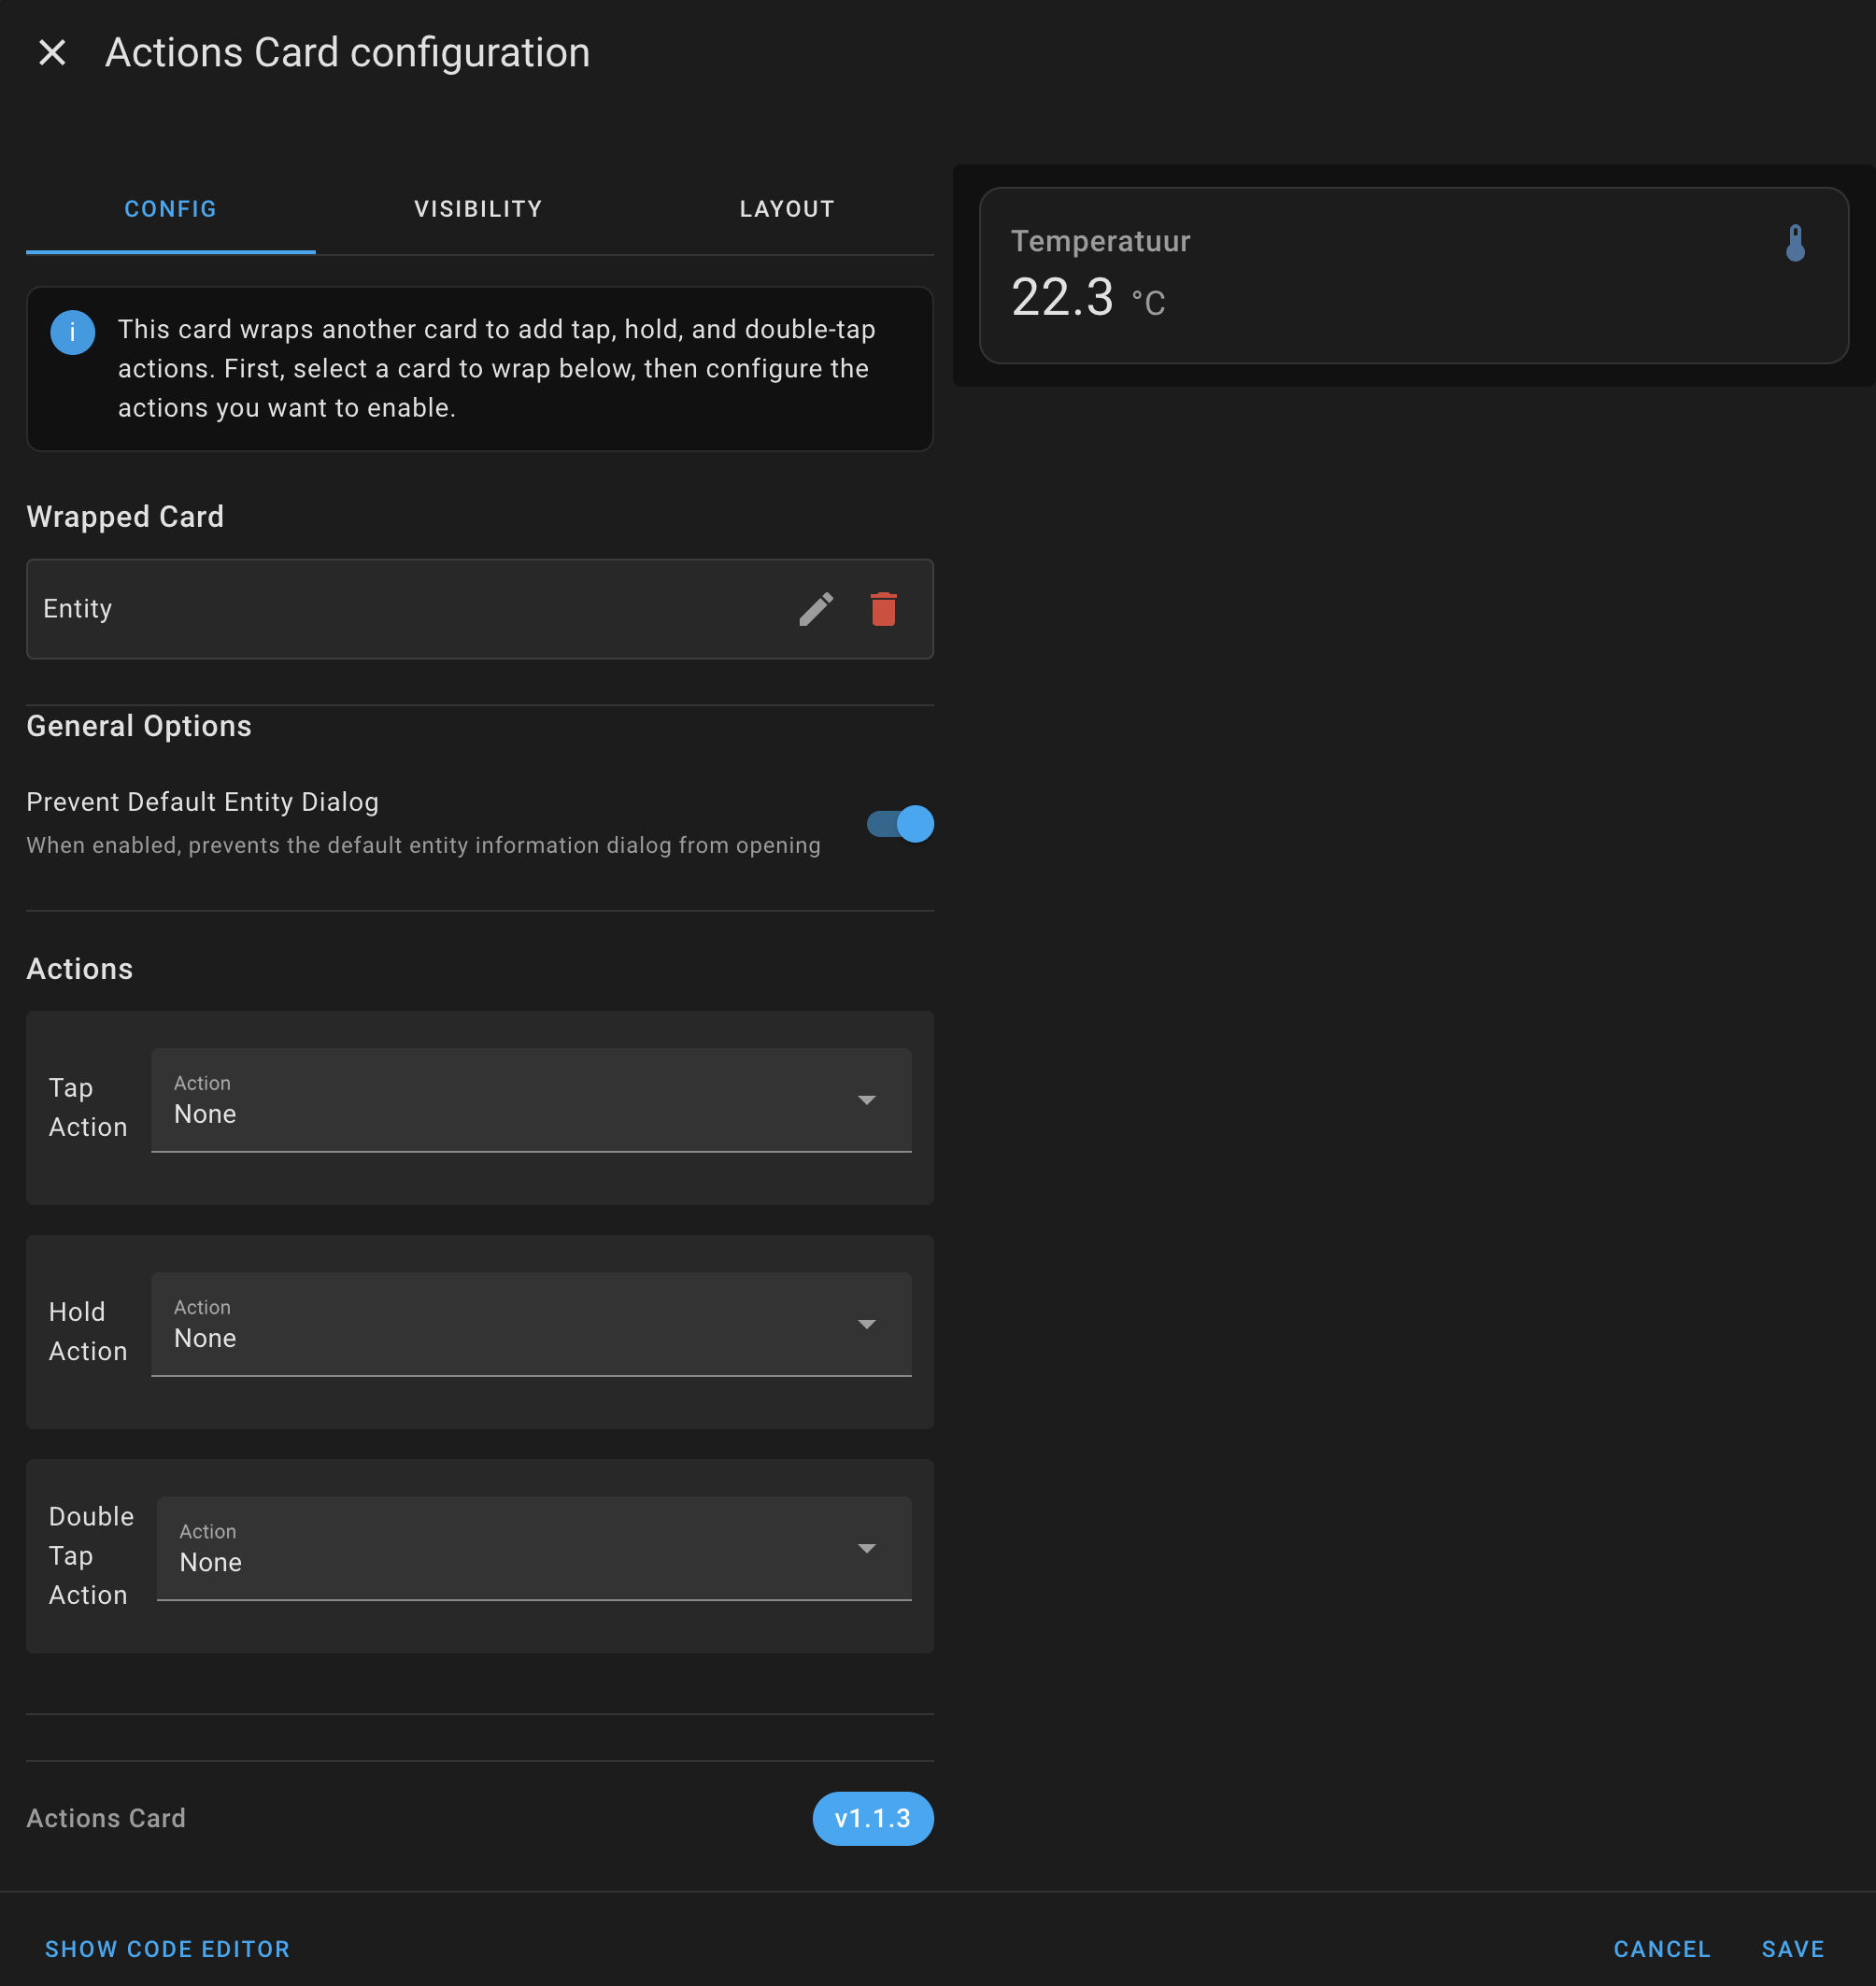 Actions Card configuration
CONFIG
VISIBILITY
LAYOUT
i
This card wraps another card to add tap, hold, and double-tap
actions. First, select a card to wrap below, then configure the
actions you want to enable.
Wrapped Card
Entity
General Options
Prevent Default Entity Dialog
When enabled, prevents the default entity information dialog from opening
Actions
Tap
Action
Action
None
Hold
Action
Action
None
Double
Tap
Action
Action
None
Actions Card
v1.1.3
Temperatuur
22.3 °C
SHOW CODE EDITOR
CANCEL
SAVE